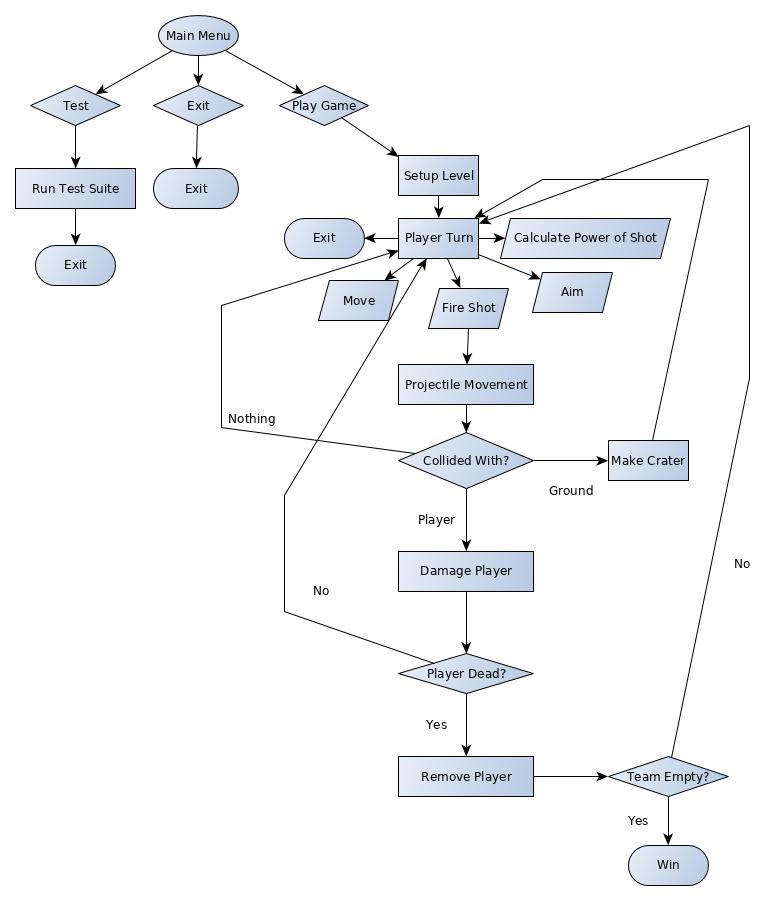 Main Menu
Test
Exit
Play Game
Run Test Suite
Exit
Setup Level
Exit
Exit
Player Turn
Calculate Power of Shot
Move
Fire Shot
Aim
Projectile Movement
Nothing
Collided With?
Make Crater
Ground
Player
Damage Player
No
No
Player Dead?
Yes
Remove Player
Team Empty?
Yes
Win